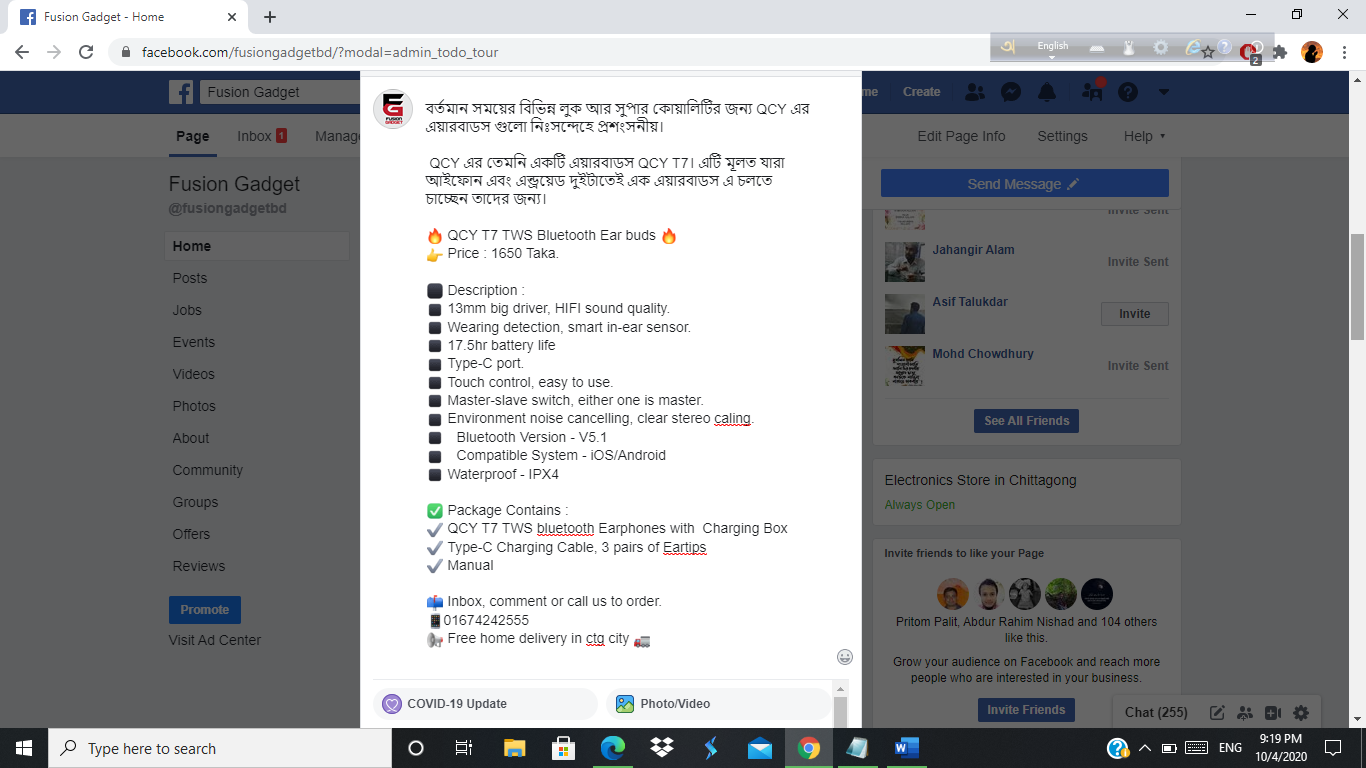 Fusion Gadget - Home
facebook.com/fusiongadgetbd/?modal=admin_todo_tour
English
2
Fusion Gadget
me
Create
Page
Inbox 1
Manag
Edit Page Info
Settings
Help
Fusion Gadget
@fusiongadgetbd
Home
Posts
Jobs
Events
Videos
Photos
About
Community
Groups
Offers
Reviews
Promote
Visit Ad Center
FUSION
GADGET
বর্তমান সময়ের বিভিন্ন লুক আর সুপার কোয়ালিটির জন্য QCY এর
এয়ারবাডস গুলো নিঃসন্দেহে প্রশংসনীয়।
QCY এর তেমনি একটি এয়ারবাডস QCY T7। এটি মূলত যারা
আইফোন এবং এন্ড্রয়েড দুইটাতেই এক এয়ারবাডস এ চলতে
চাচ্ছেন তাদের জন্য।
🔥 QCY T7 TWS Bluetooth Ear buds 🔥
👉 Price : 1650 Taka.
⬛ Description :
◼ 13mm big driver, HIFI sound quality.
◼ Wearing detection, smart in-ear sensor.
◼ 17.5hr battery life
◼ Type-C port.
◼ Touch control, easy to use.
◼ Master-slave switch, either one is master.
◼ Environment noise cancelling, clear stereo caling.
◼ Bluetooth Version - V5.1
◼ Compatible System - iOS/Android
◼ Waterproof - IPX4
✅ Package Contains :
✔ QCY T7 TWS bluetooth Earphones with Charging Box
✔ Type-C Charging Cable, 3 pairs of Eartips
✔ Manual
📫 Inbox, comment or call us to order.
📱01674242555
📢 Free home delivery in ctg city 🚛
COVID-19 Update
Photo/Video
Send Message
Invite Sent
Jahangir Alam
Invite Sent
Asif Talukdar
Invite
Mohd Chowdhury
Invite Sent
See All Friends
Electronics Store in Chittagong
Always Open
Invite friends to like your Page
Pritom Palit, Abdur Rahim Nishad and 104 others
like this.
Grow your audience on Facebook and reach more
people who are interested in your business.
Invite Friends
Chat (255)
Type here to search
ENG
9:19 PM
10/4/2020